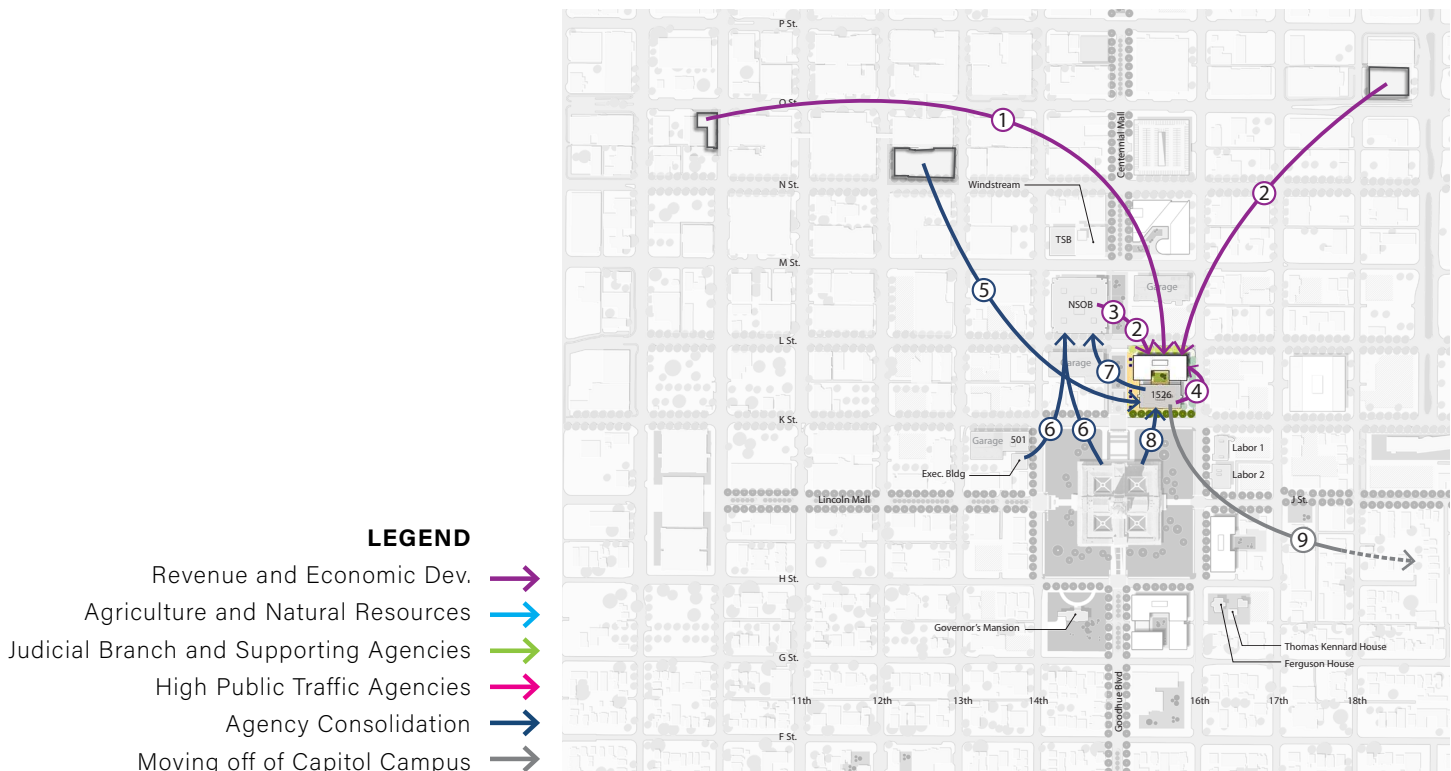 P St.
O St.
1
Centennial Mall
N St.
Windstream
2
TSB
M St.
5
Garage
NSOB
3
2
L St.
Garage
7
1526
4
K St.
6
6
8
Garage
501
Labor 1
Exec. Bldg
Labor 2
Lincoln Mall
J St.
9
H St.
Governor's Mansion
Thomas Kennard House
Ferguson House
G St.
11th
12th
13th
14th
16th
17th
18th
Goodhue Blvd
F St.
LEGEND
Revenue and Economic Dev.
Agriculture and Natural Resources
Judicial Branch and Supporting Agencies
High Public Traffic Agencies
Agency Consolidation
Moving off of Capitol Campus